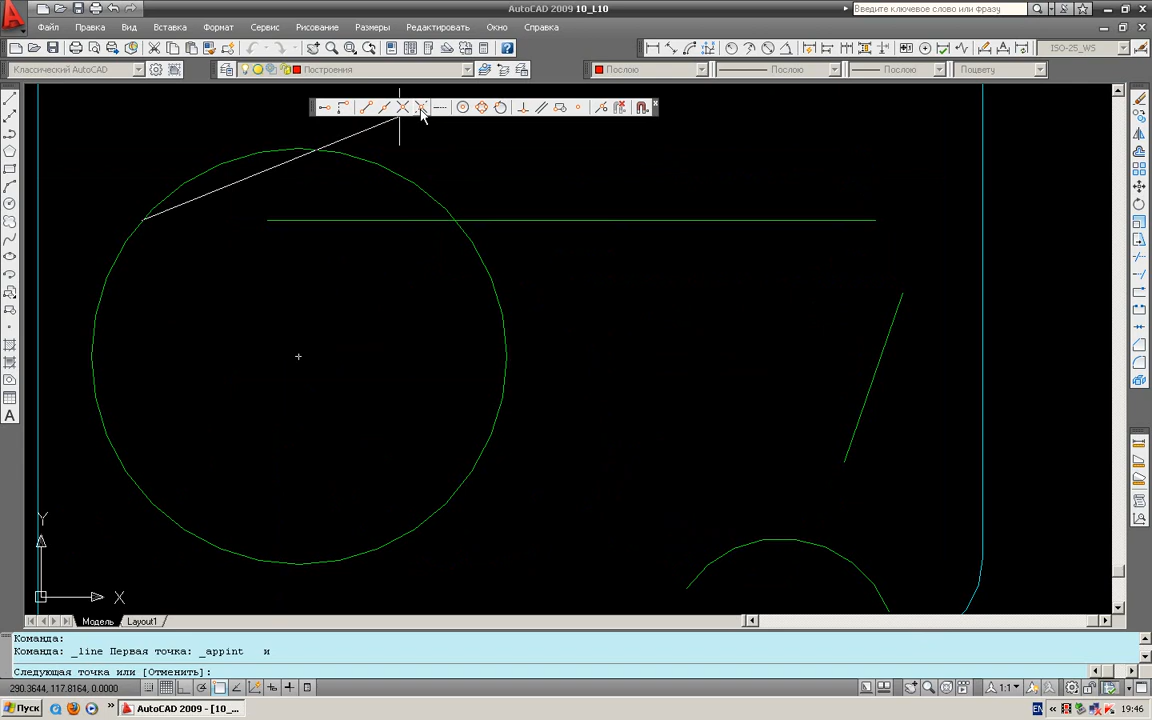 AutoCAD 2009 10_L10
Введите ключевое слово или фразу
Файл Правка Вид Вставка Формат Сервис Рисование Размеры Редактировать Окно Справка
ISO-25_WS
Классический AutoCAD
Построения
Послою
Послою
Послою
Поцвету
A
Y
X
Модель Layout1
Команда:
Команда: _line Первая точка: _appint и
Следующая точка или [Отменить]:
290.3644, 117.8164, 0.0000
1:1
Пуск
AutoCAD 2009 - [10_...
EN
19:46